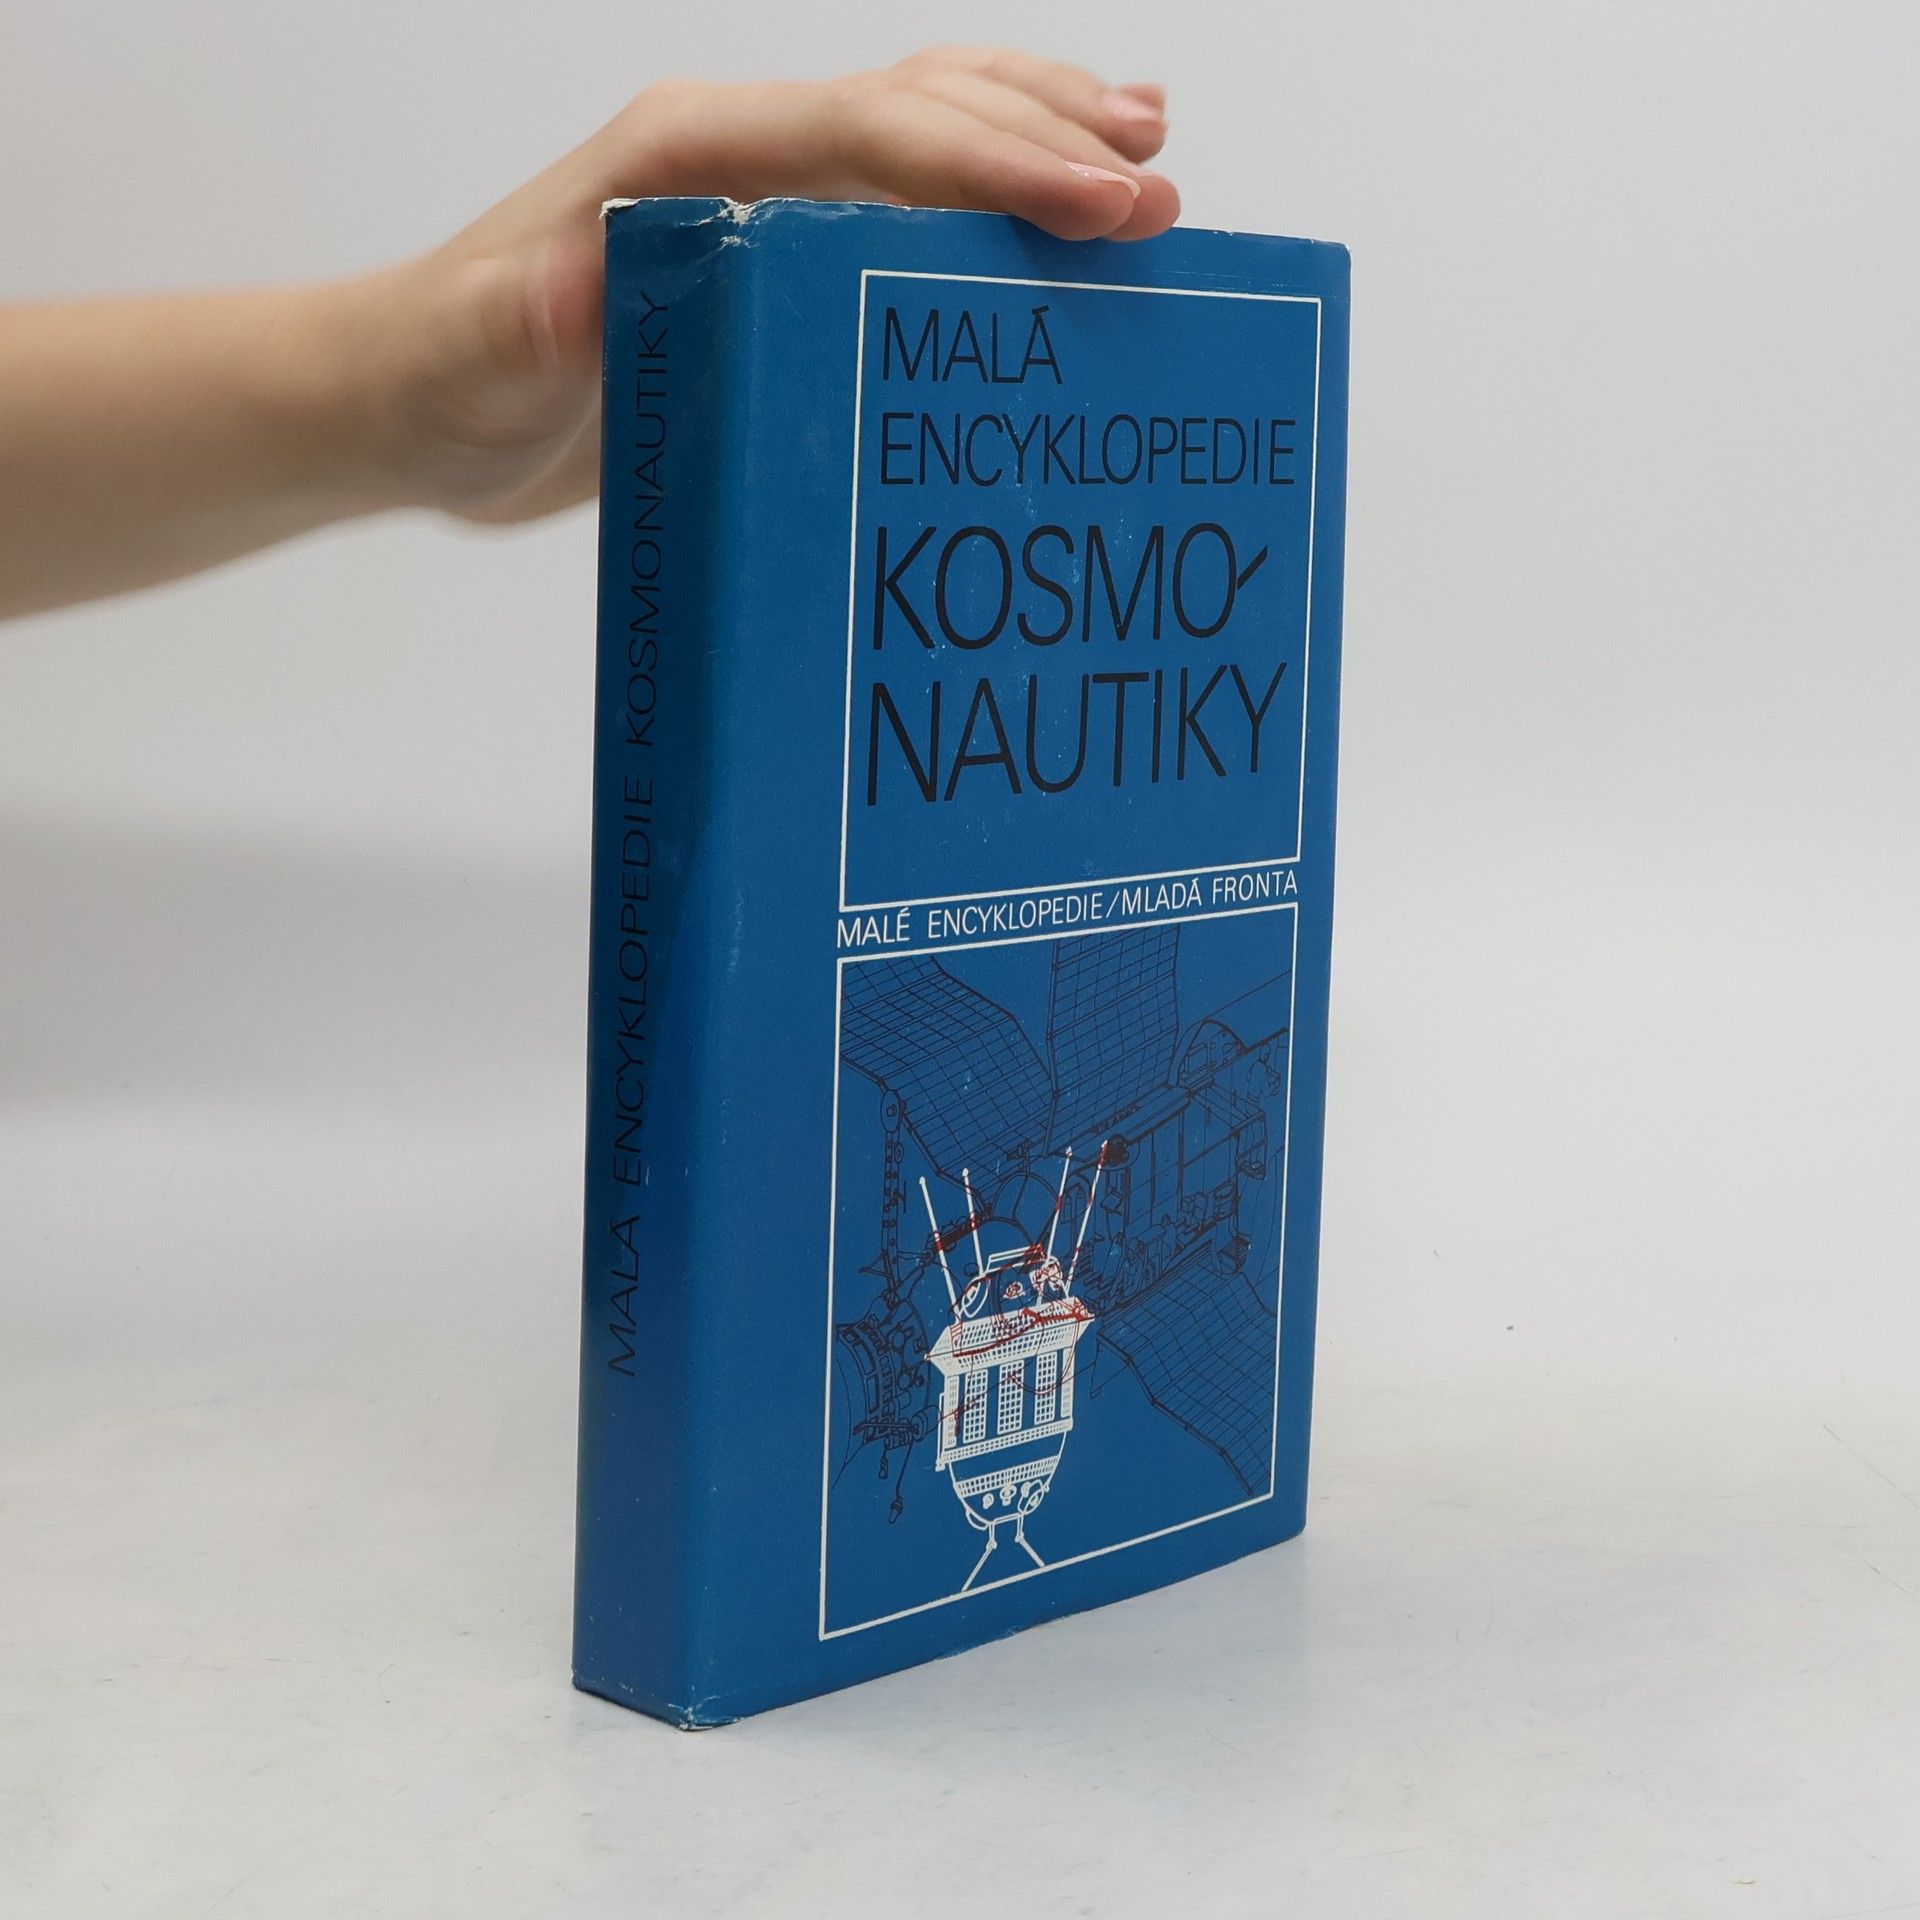 MALÁ ENCYKLOPEDIE KOSMONAUTIKY
MALÁ
ENCYKLOPEDIE
KOSMO-
NAUTIKY
MALÉ ENCYKLOPEDIE/MLADÁ FRONTA